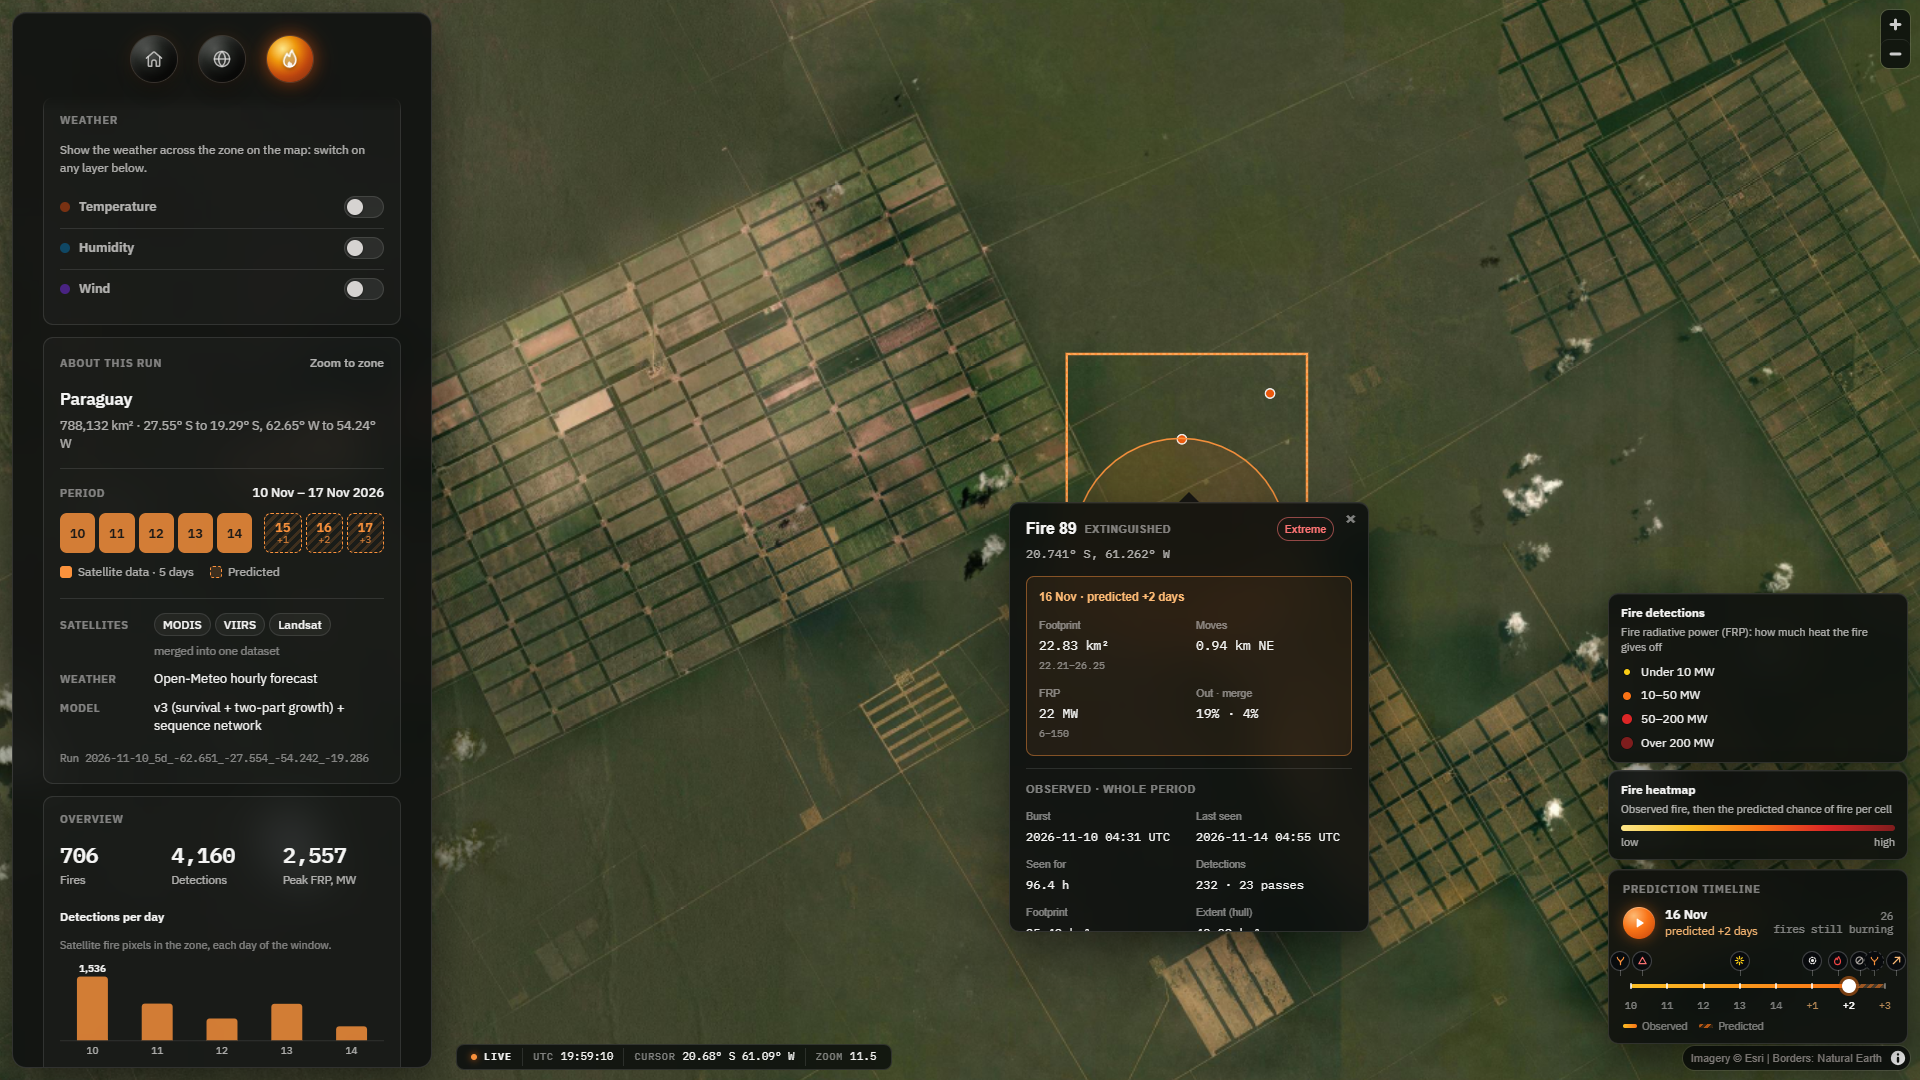 WEATHER
Show the weather across the zone on the map: switch on
any layer below.
Temperature
Humidity
Wind
ABOUT THIS RUN
Zoom to zone
Paraguay
788,132 km² · 27.55° S to 19.29° S, 62.65° W to 54.24°
W
PERIOD
10 Nov – 17 Nov 2026
10 11 12 13 14 15 16 17
+1 +2 +3
Satellite data · 5 days
Predicted
SATELLITES
MODIS VIIRS Landsat
merged into one dataset
WEATHER
Open-Meteo hourly forecast
MODEL
v3 (survival + two-part growth) +
sequence network
Run 2026-11-10_5d_-62.651_-27.554_-54.242_-19.286
OVERVIEW
706 4,160 2,557
Fires Detections Peak FRP, MW
Detections per day
Satellite fire pixels in the zone, each day of the window.
1,536
10 11 12 13 14
Fire 89 EXTINGUISHED
Extreme
20.741° S, 61.262° W
16 Nov · predicted +2 days
Footprint Moves
22.83 km² 0.94 km NE
22.21–26.25
FRP Out · merge
22 MW 19% · 4%
6–150
OBSERVED · WHOLE PERIOD
Burst Last seen
2026-11-10 04:31 UTC 2026-11-14 04:55 UTC
Seen for Detections
96.4 h 232 · 23 passes
Footprint Extent (hull)
LIVE UTC 19:59:10 CURSOR 20.68° S 61.09° W ZOOM 11.5
Fire detections
Fire radiative power (FRP): how much heat the fire
gives off
Under 10 MW
10–50 MW
50–200 MW
Over 200 MW
Fire heatmap
Observed fire, then the predicted chance of fire per cell
low high
PREDICTION TIMELINE
16 Nov 26
predicted +2 days fires still burning
10 11 12 13 14 +1 +2 +3
Observed Predicted
Imagery © Esri | Borders: Natural Earth